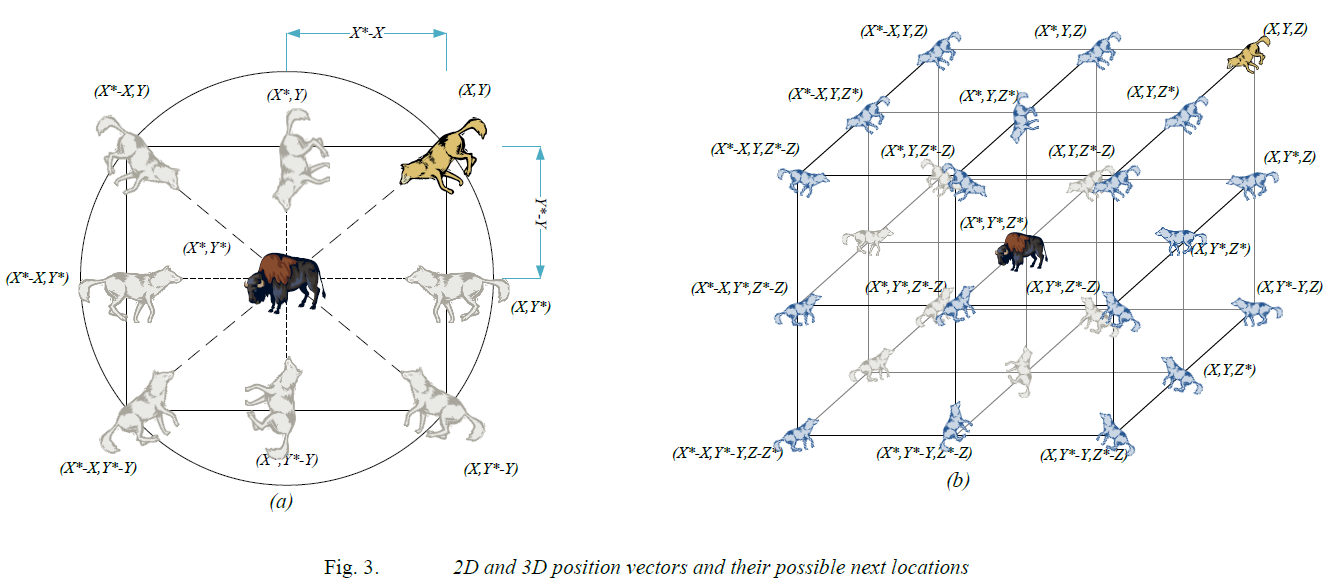 X*-X
(X*-X,Y)
(X*,Y)
(X,Y)
Y*-Y
(X*,Y*)
(X*-X,Y*)
(X,Y*)
(X*-X,Y*-Y)
(X*,Y*-Y)
(X,Y*-Y)
(a)
(X*-X,Y,Z)
(X*,Y,Z)
(X,Y,Z)
(X*-X,Y,Z*)
(X*,Y,Z*)
(X,Y,Z*)
(X*-X,Y,Z*-Z)
(X*,Y,Z*-Z)
(X,Y,Z*-Z)
(X,Y*,Z)
(X*,Y*,Z*)
(X,Y*,Z*)
(X*-X,Y*,Z*-Z)
(X*,Y*,Z*-Z)
(X,Y*,Z*-Z)
(X,Y*-Y,Z)
(X,Y,Z*)
(X*-X,Y*-Y,Z-Z*)
(X*,Y*-Y,Z*-Z)
(X,Y*-Y,Z*-Z)
(b)
Fig. 3. 2D and 3D position vectors and their possible next locations